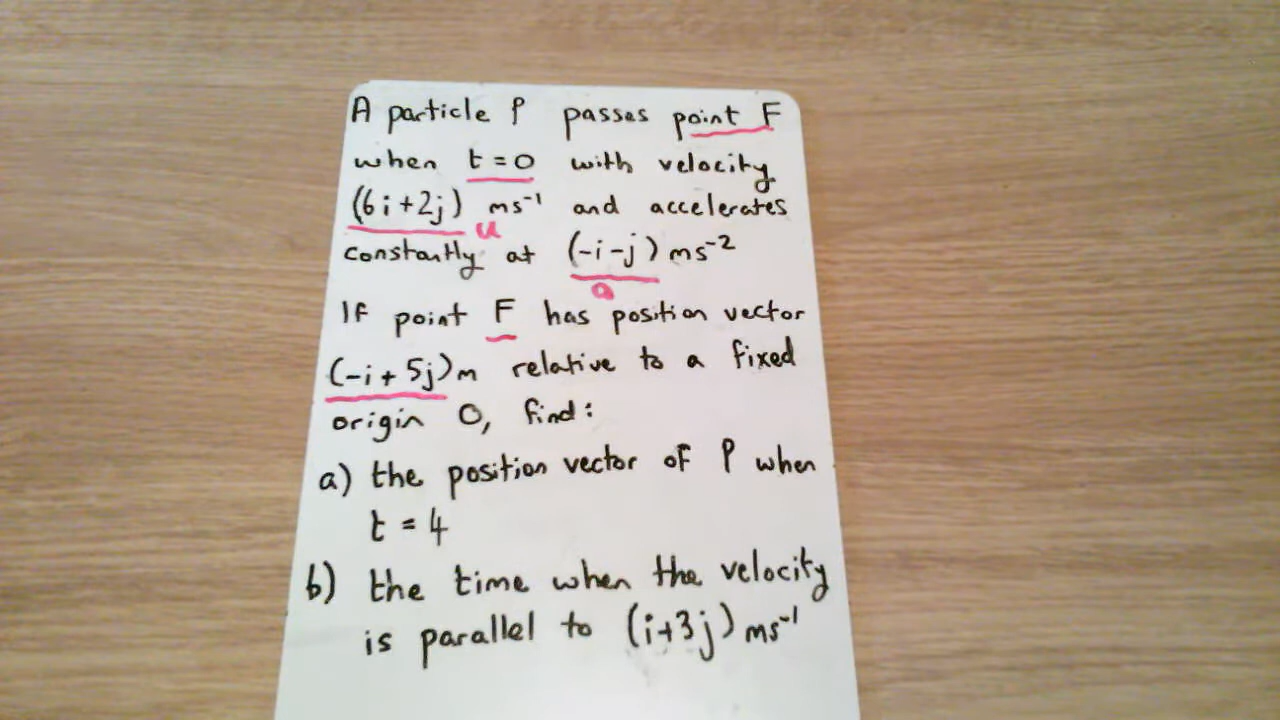 A particle P passes point F
when t = 0 with velocity
(6i+2j) ms⁻¹ and accelerates
u
constantly at (-i-j) ms⁻²
a
If point F has position vector
(-i + 5j)m relative to a fixed
origin O, find:
a) the position vector of P when
t = 4
b) the time when the velocity
is parallel to (i+3j) ms⁻¹